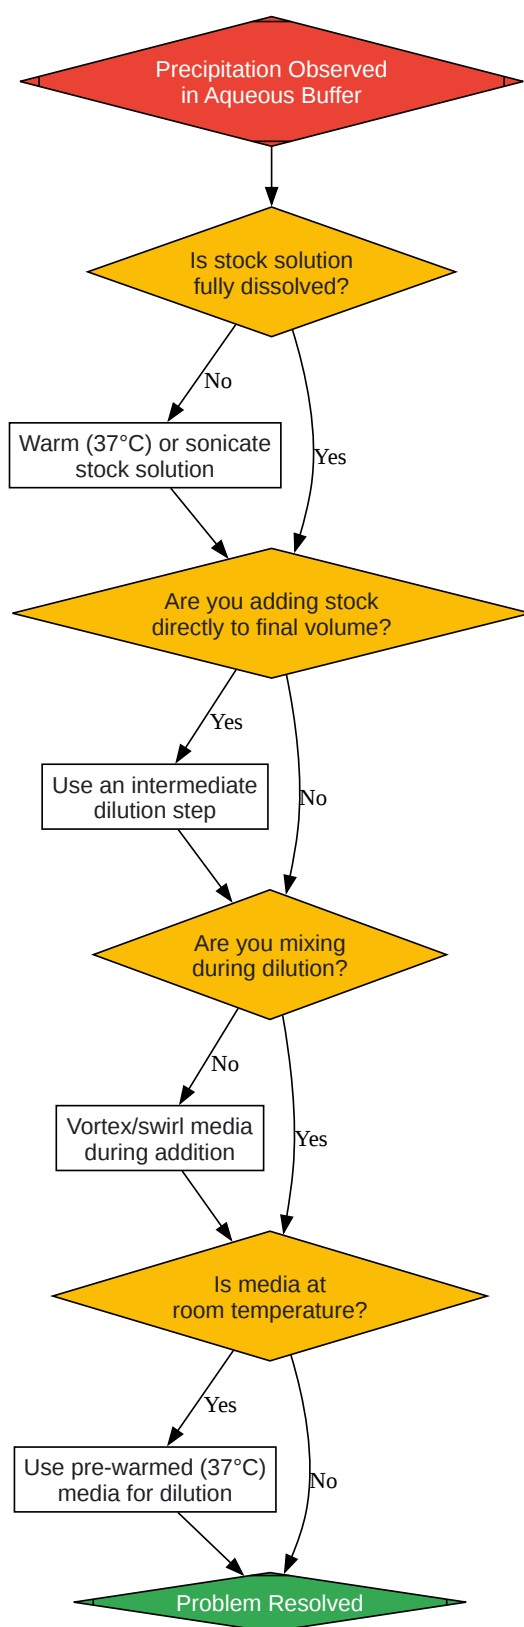 Precipitation Observed
in Aqueous Buffer
Is stock solution
fully dissolved?
No
Warm (37°C) or sonicate
stock solution
Yes
Are you adding stock
directly to final volume?
Yes
Use an intermediate
dilution step
No
Are you mixing
during dilution?
No
Vortex/swirl media
during addition
Yes
Is media at
room temperature?
Yes
Use pre-warmed (37°C)
media for dilution
No
Problem Resolved